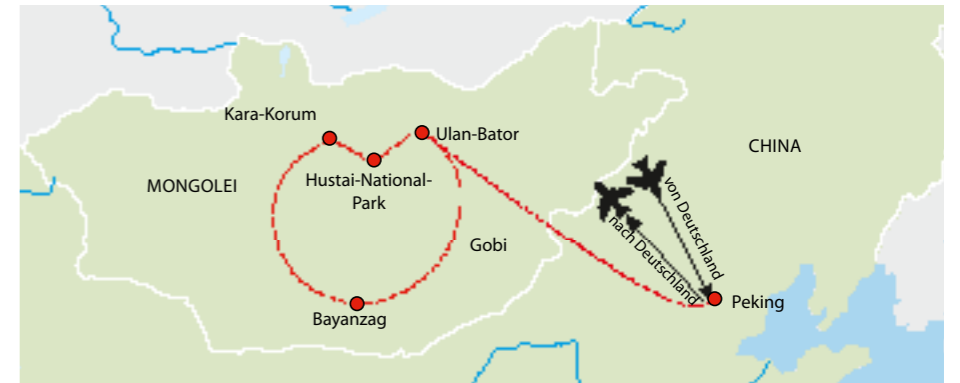 Kara-Korum
Ulan-Bator
CHINA
MONGOLEI
Hustai-National-
Park
von Deutschland
nach Deutschland
Gobi
Peking
Bayanzag